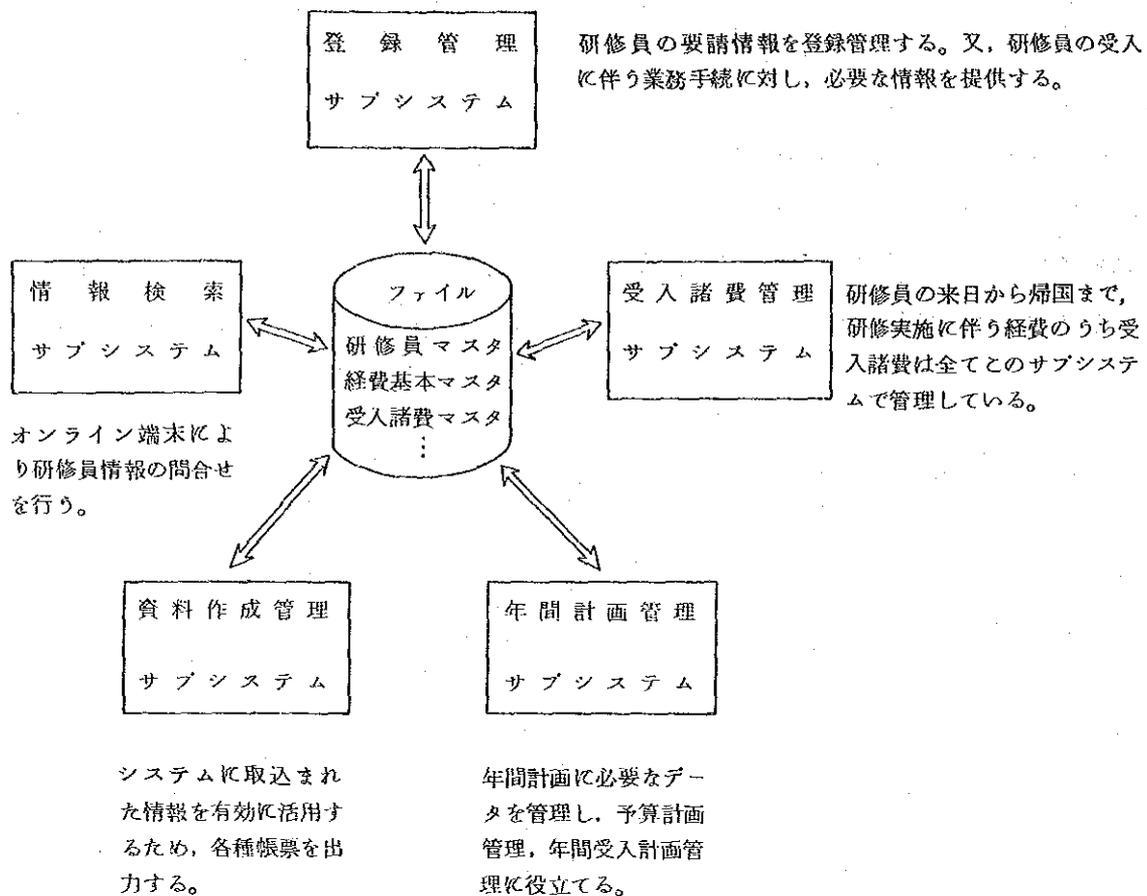 登録管理
サブシステム
研修員の要請情報を登録管理する。又，研修員の受入
に伴う業務手続に対し，必要な情報を提供する。
情報検索
サブシステム
オンライン端末によ
り研修員情報の問合せ
を行う。
ファイル
研修員マスタ
経費基本マスタ
受入諸費マスタ
⋮
受入諸費管理
サブシステム
研修員の来日から帰国まで，
研修実施に伴う経費のうち受
入諸費は全てこのサブシステ
ムで管理している。
資料作成管理
サブシステム
システムに取込まれ
た情報を有効に活用す
るため，各種帳票を出
力する。
年間計画管理
サブシステム
年間計画に必要なデー
タを管理し，予算計画
管理，年間受入計画管
理に役立てる。